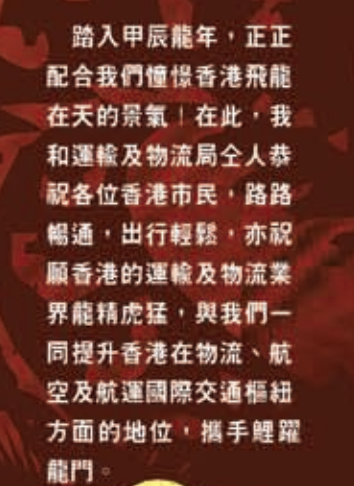 踏入甲辰龍年，正正
配合我們憧憬香港飛龍
在天的景氣！在此，我
和運輸及物流局仝人恭
祝各位香港市民，路路
暢通，出行輕鬆，亦祝
願香港的運輸及物流業
界龍精虎猛，與我們一
同提升香港在物流、航
空及航運國際交通樞紐
方面的地位，攜手鯉躍
龍門。